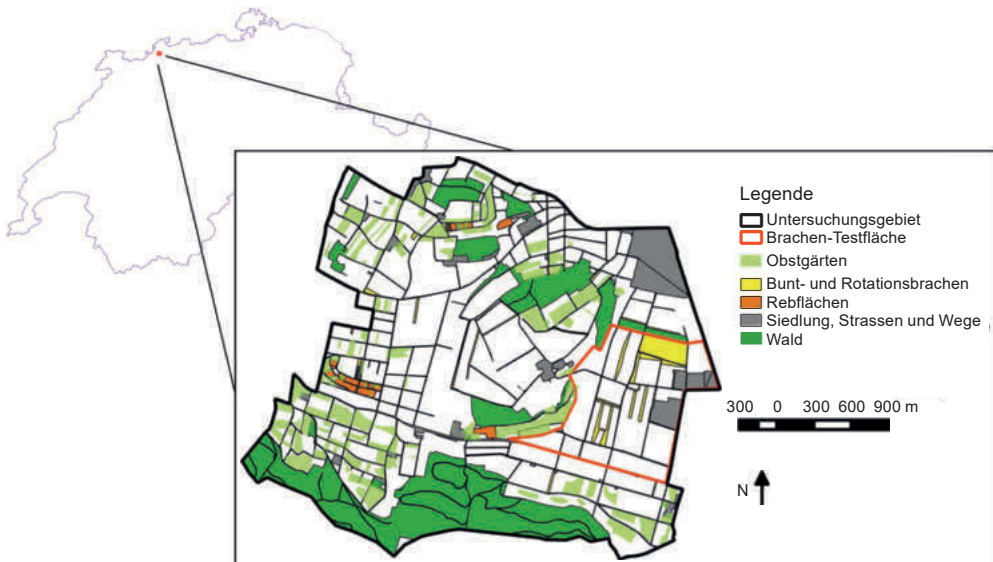 Legende
Untersuchungsgebiet
Brachen-Testfläche
Obstgärten
Bunt- und Rotationsbrachen
Rebflächen
Siedlung, Strassen und Wege
Wald
300 0 300 600 900 m
N